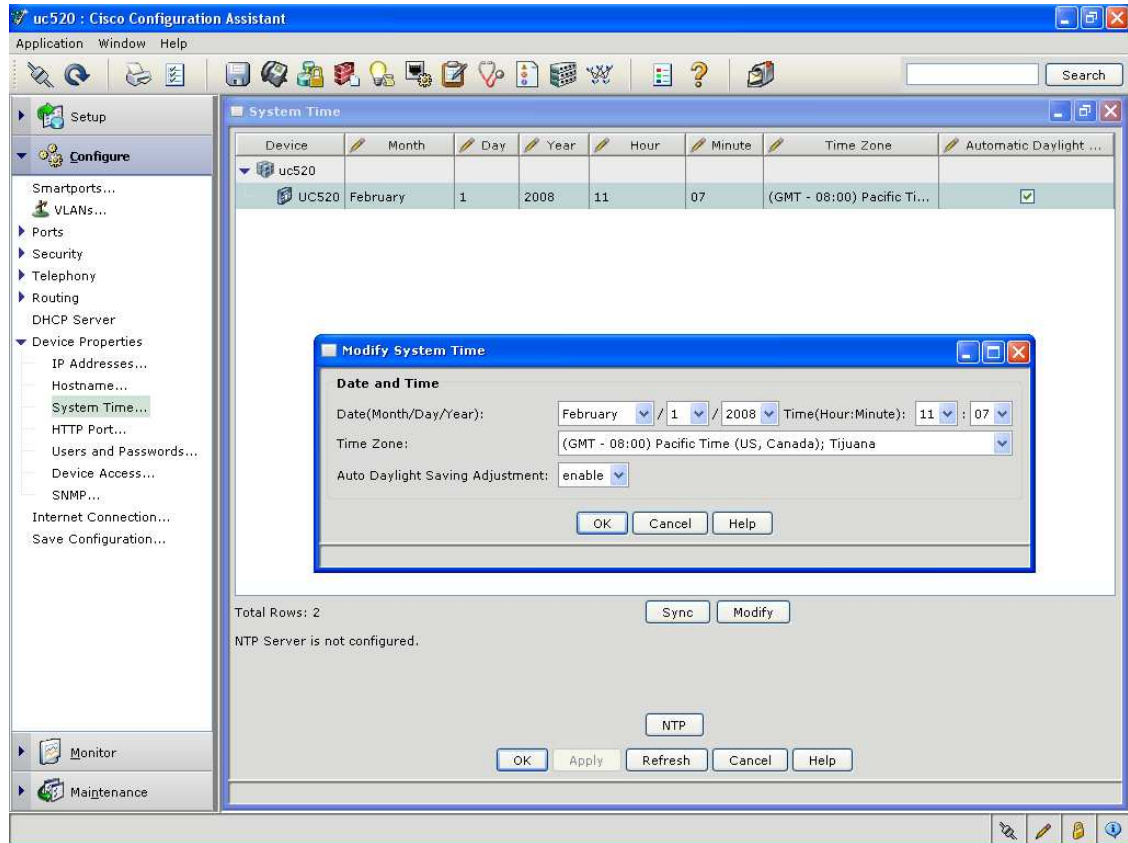 uc520 : Cisco Configuration Assistant
Application Window Help
Search
Setup
Configure
Smartports...
VLANs...
Ports
Security
Telephony
Routing
DHCP Server
Device Properties
IP Addresses...
Hostname...
System Time...
HTTP Port...
Users and Passwords...
Device Access...
SNMP...
Internet Connection...
Save Configuration...
Monitor
Maintenance
System Time
Device Month Day Year Hour Minute Time Zone Automatic Daylight ...
uc520
UC520 February 1 2008 11 07 (GMT - 08:00) Pacific Ti...
Modify System Time
Date and Time
Date(Month/Day/Year): February / 1 / 2008 Time(Hour:Minute): 11 : 07
Time Zone: (GMT - 08:00) Pacific Time (US, Canada); Tijuana
Auto Daylight Saving Adjustment: enable
OK Cancel Help
Total Rows: 2 Sync Modify
NTP Server is not configured.
NTP
OK Apply Refresh Cancel Help